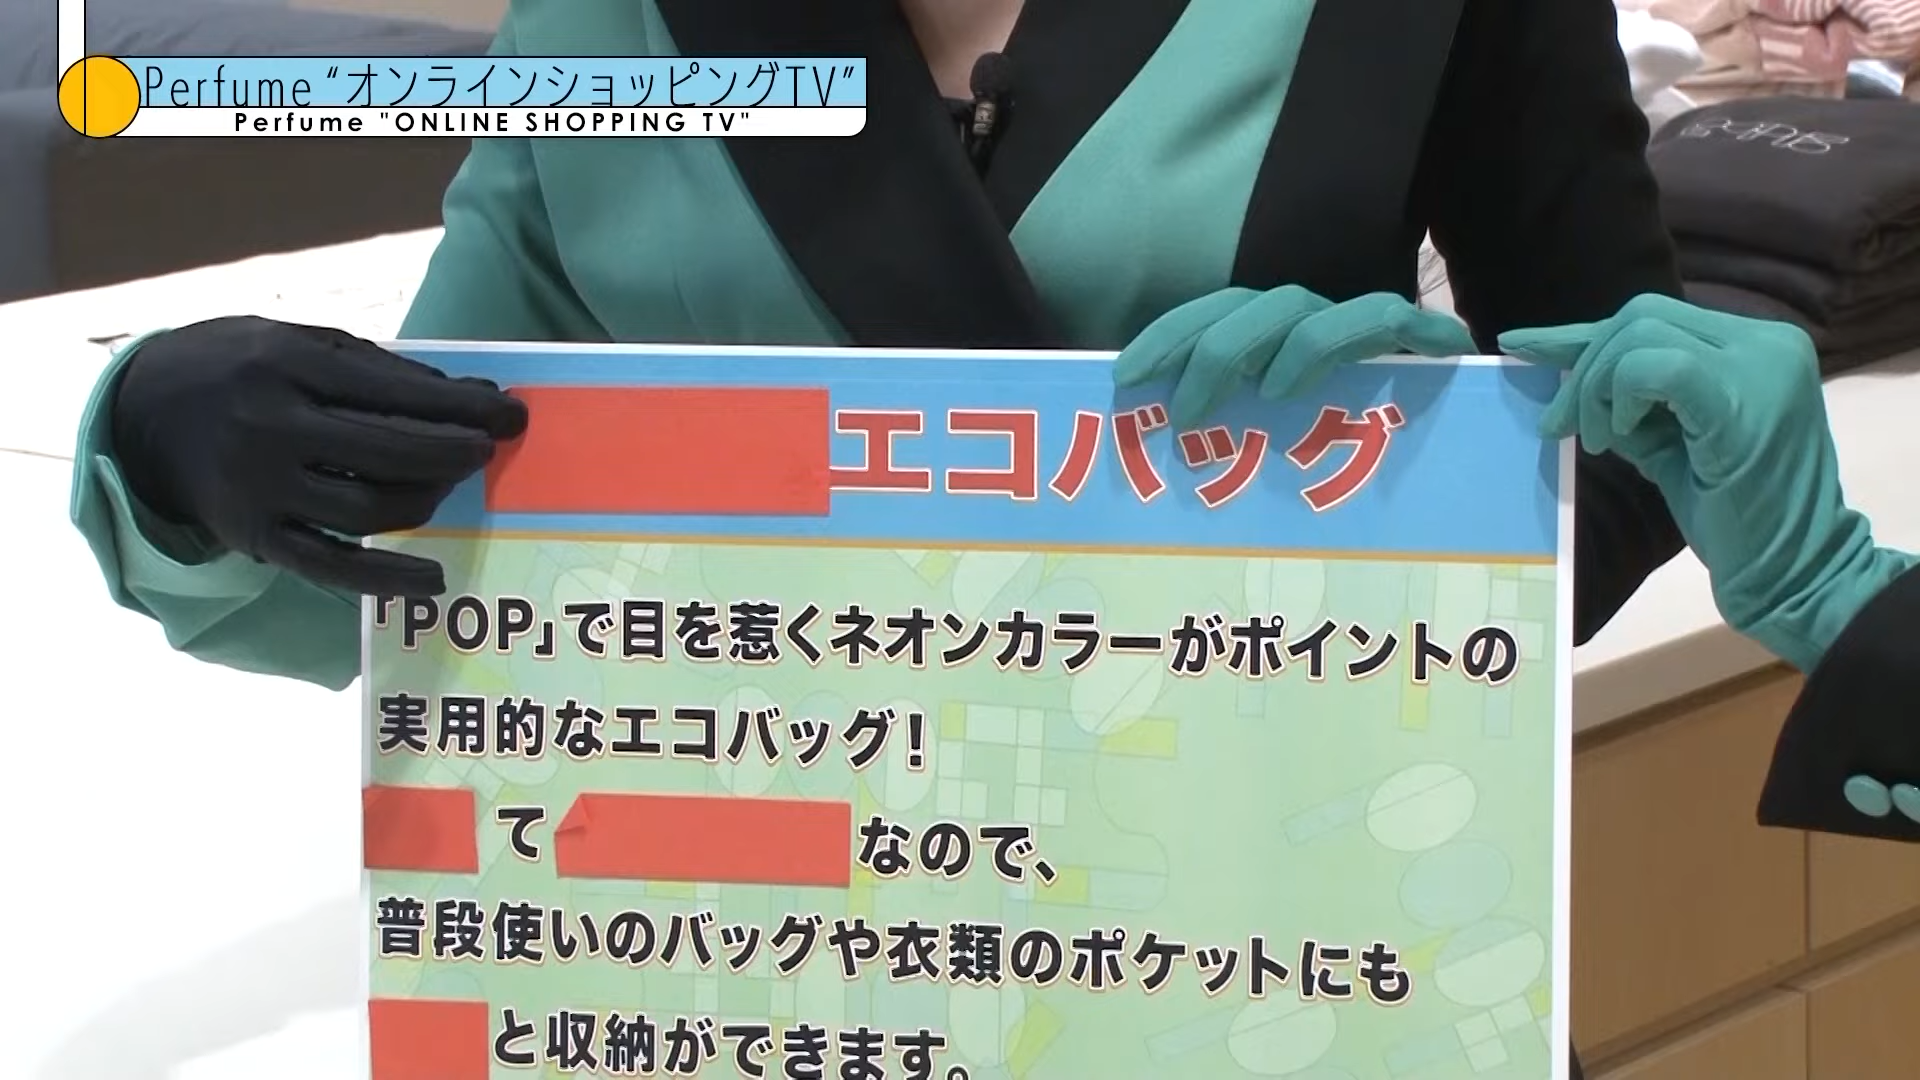 Perfume “オンラインショッピングTV”
Perfume "ONLINE SHOPPING TV"
エコバッグ
「POP」で目を惹くネオンカラーがポイントの
実用的なエコバッグ！
て なので、
普段使いのバッグや衣類のポケットにも
と収納ができます。